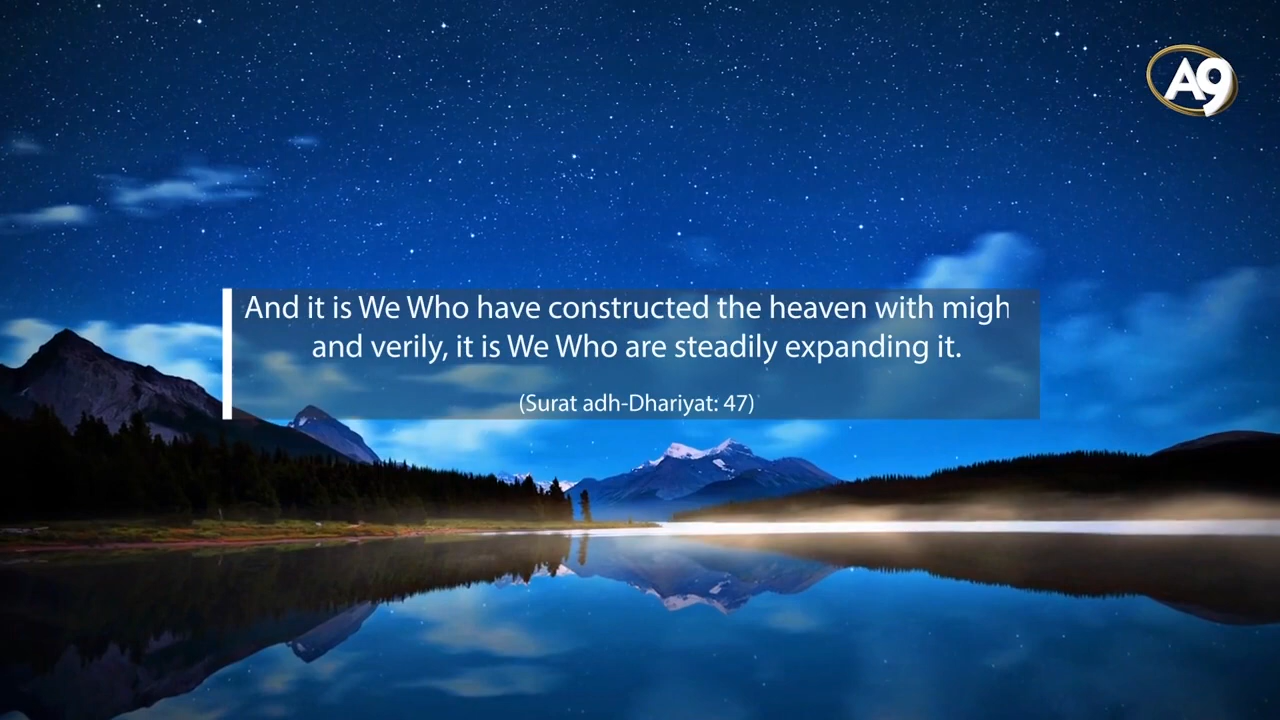 A9
And it is We Who have constructed the heaven with migh
and verily, it is We Who are steadily expanding it.
(Surat adh-Dhariyat: 47)